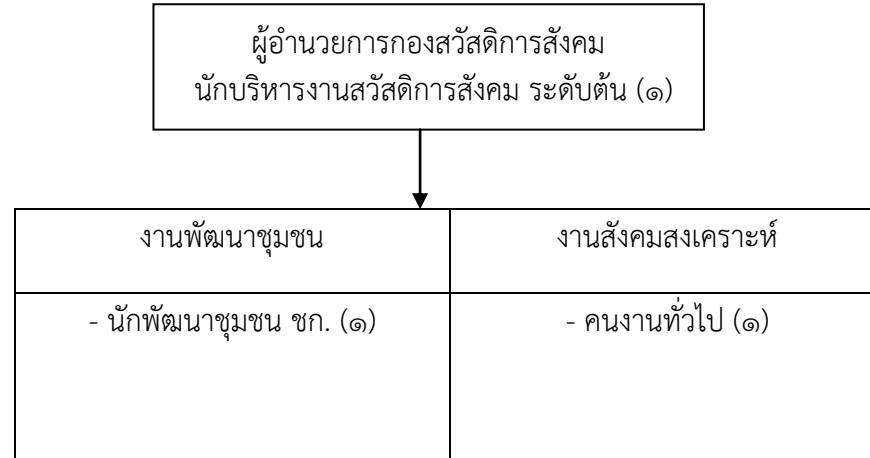 ผู้อำนวยการกองสวัสดิการสังคม
นักบริหารงานสวัสดิการสังคม ระดับต้น (๑)
งานพัฒนาชุมชน
งานสังคมสงเคราะห์
- นักพัฒนาชุมชน ชก. (๑)
- คนงานทั่วไป (๑)